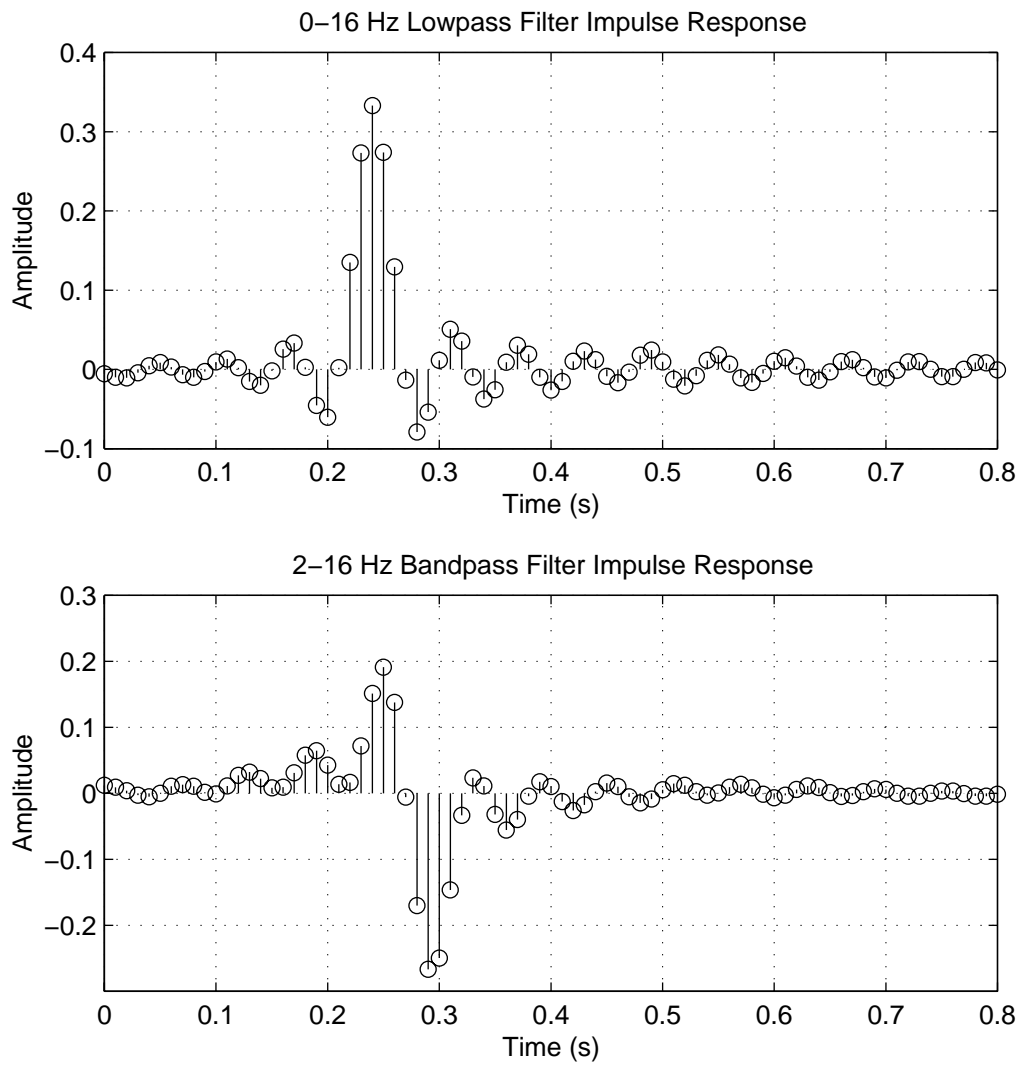 0−16 Hz Lowpass Filter Impulse Response
0.4
0.3
0.2
0.1
0
−0.1
Amplitude
0 0.1 0.2 0.3 0.4 0.5 0.6 0.7 0.8
Time (s)
2−16 Hz Bandpass Filter Impulse Response
0.3
0.2
0.1
0
−0.1
−0.2
Amplitude
0 0.1 0.2 0.3 0.4 0.5 0.6 0.7 0.8
Time (s)